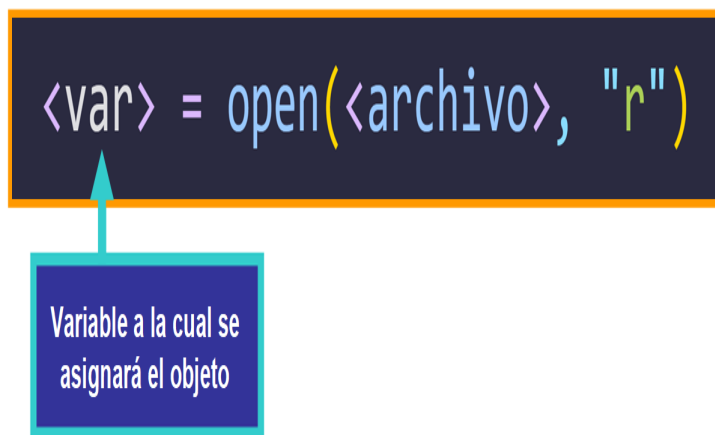 <var> = open(<archivo>, "r")
Variable a la cual se
asignará el objeto